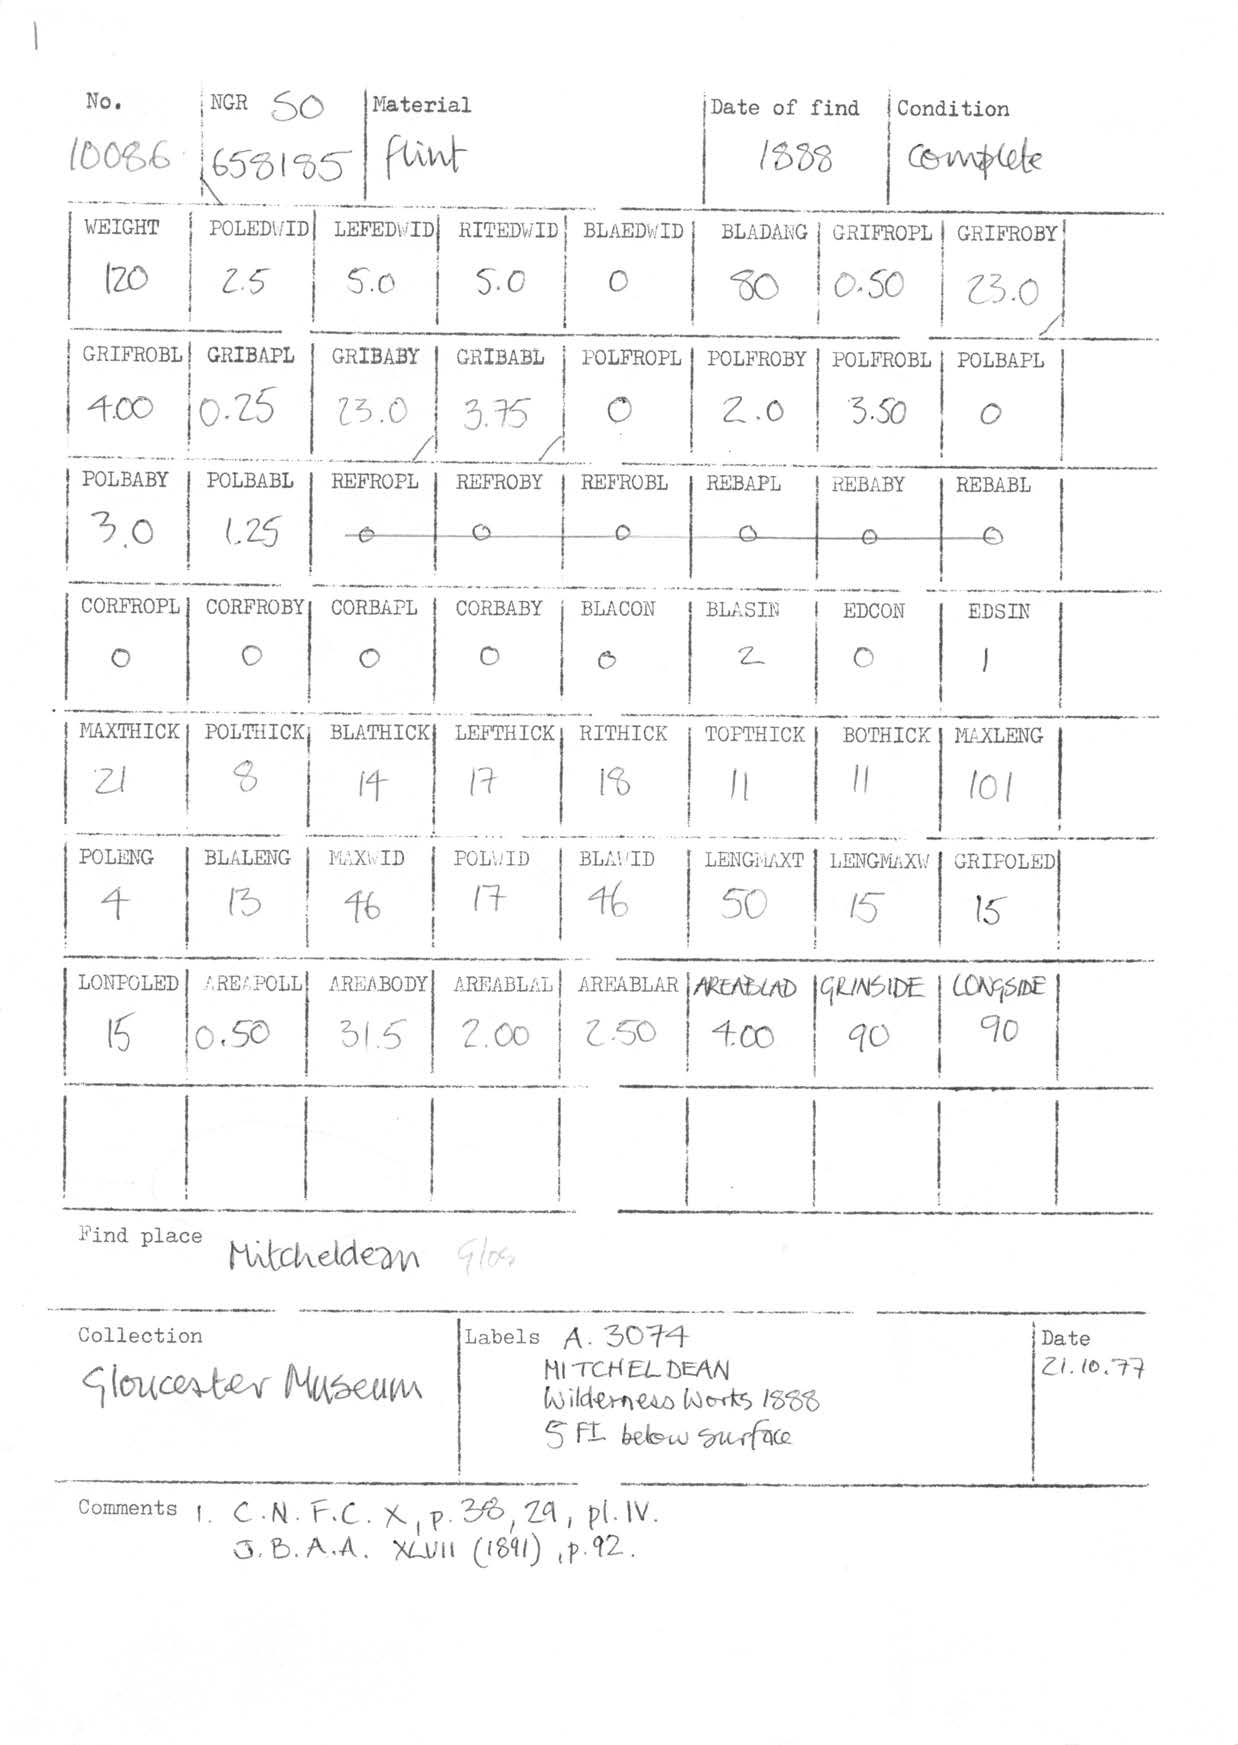 1
No. NGR SO Material Date of find Condition
10086 658185 flint 1888 complete
WEIGHT POLEDWID LEFEDWID RITEDWID BLAEDWID BLADANG GRIFROPL GRIFROBY
120 2.5 5.0 5.0 0 80 0.50 23.0
GRIFROBL GRIBAPL GRIBABY GRIBABL POLFROPL POLFROBY POLFROBL POLBAPL
4.00 0.25 23.0 3.75 0 2.0 3.50 0
POLBABY POLBABL REFROPL REFROBY REFROBL REBAPL REBABY REBABL
3.0 1.25 0 0 0 0 0 0
CORFROPL CORFROBY CORBAPL CORBABY BLACON BLASIN EDCON EDSIN
0 0 0 0 0 2 0 1
MAXTHICK POLTHICK BLATHICK LEFTHICK RITHICK TOPTHICK BOTHICK MAXLENG
21 8 14 17 18 11 11 101
POLENG BLALENG MAXWID POLWID BLAWID LENGMAXT LENGMAXW GRIPOLED
4 13 46 17 46 50 15 15
LONPOLED AREAPOLL AREABODY AREABLAL AREABLAR AREABLAD GRINSIDE LONGSIDE
15 0.50 31.5 2.00 2.50 4.00 90 90
Find place Mitcheldean Glos
Collection Labels A. 3074 Date
Gloucester Museum MITCHELDEAN 21.10.77
Wilderness Works 1888
5 Ft below surface
Comments 1. C.N.F.C. X, p. 38, 29, pl. IV.
J.B.A.A. XLVII (1891), p.92.